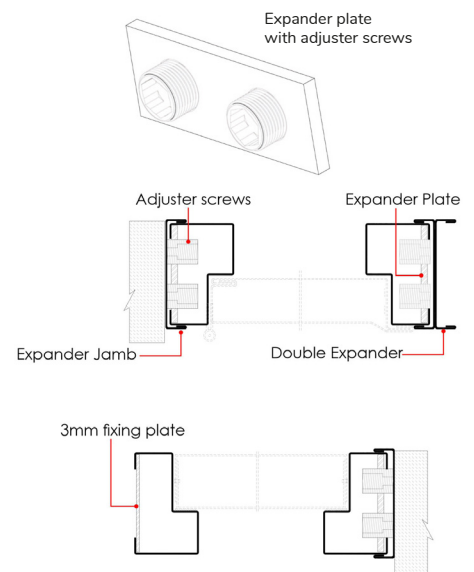 Expander plate
with adjuster screws
Adjuster screws
Expander Plate
Expander Jamb
Double Expander
3mm fixing plate